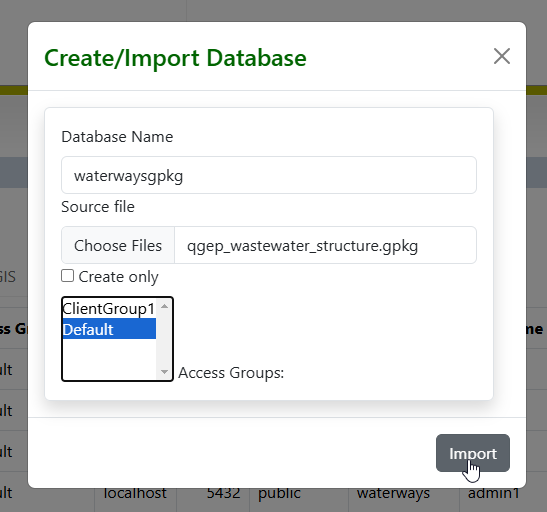 Create/Import Database
Database Name
waterwaysgpkg
Source file
Choose Files qgep_wastewater_structure.gpkg
Create only
ClientGroup1
Default
Access Groups:
Import
GIS
ss G
me
ult
ult
ult
ult localhost 5432 public waterways admin1